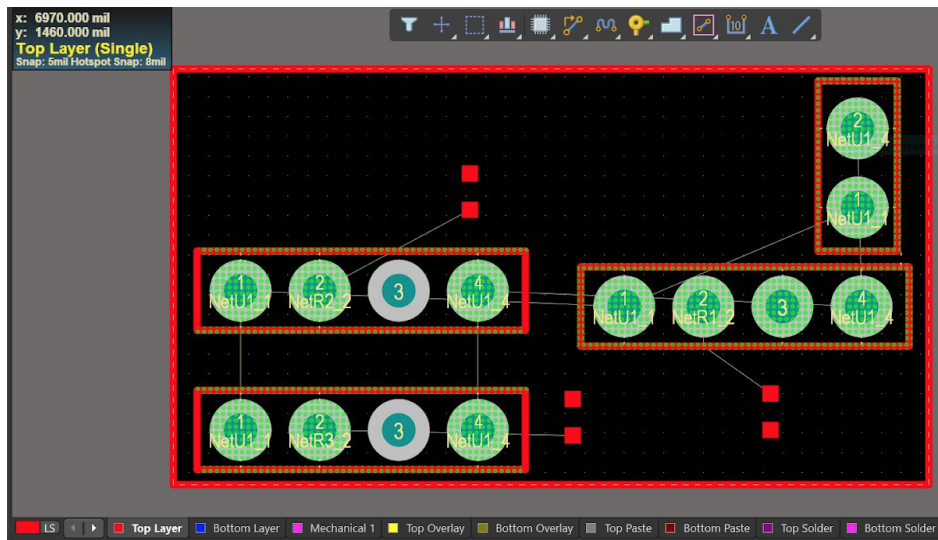 x: 6970.000 mil
y: 1460.000 mil
Top Layer (Single)
Snap: 5mil Hotspot Snap: 8mil
10
A
2
NetU1_4
1
NetU1_1
1
NetU1_1
2
NetR2_2
3
4
NetU1_4
1
NetU1_1
2
NetR1_2
3
4
NetU1_4
1
NetU1_1
2
NetR3_2
3
4
NetU1_4
LS
Top Layer
Bottom Layer
Mechanical 1
Top Overlay
Bottom Overlay
Top Paste
Bottom Paste
Top Solder
Bottom Solder